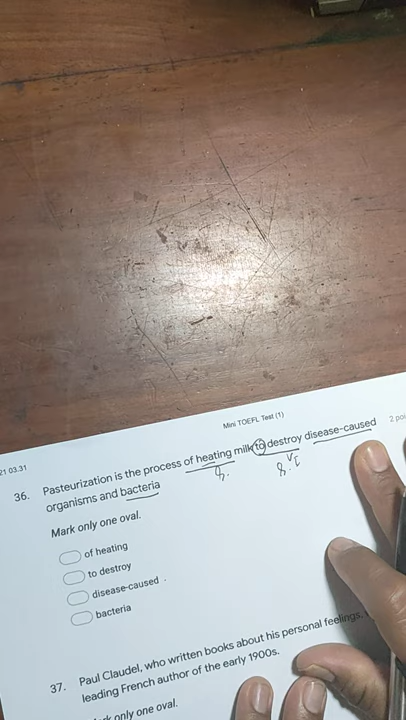 21 03.31
Mini TOEFL Test (1)
36. Pasteurization is the process of heating milk to destroy disease-caused
organisms and bacteria
Mark only one oval.
of heating
to destroy
disease-caused
bacteria
37. Paul Claudel, who written books about his personal feelings,
leading French author of the early 1900s.
only one oval.